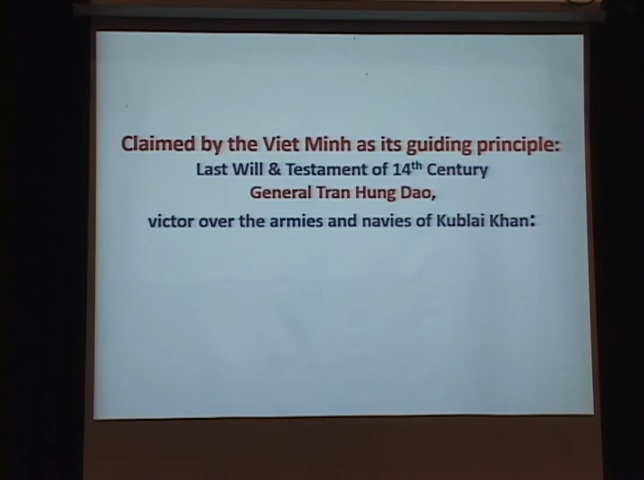 Claimed by the Viet Minh as its guiding principle:
Last Will & Testament of 14th Century
General Tran Hung Dao,
victor over the armies and navies of Kublai Khan: